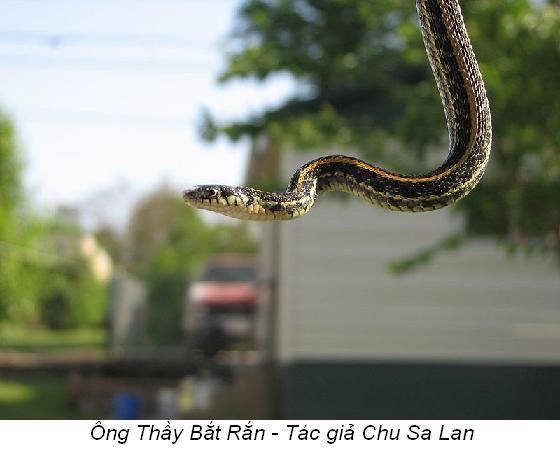 Ông Thầy Bắt Rắn - Tác giả Chu Sa Lan